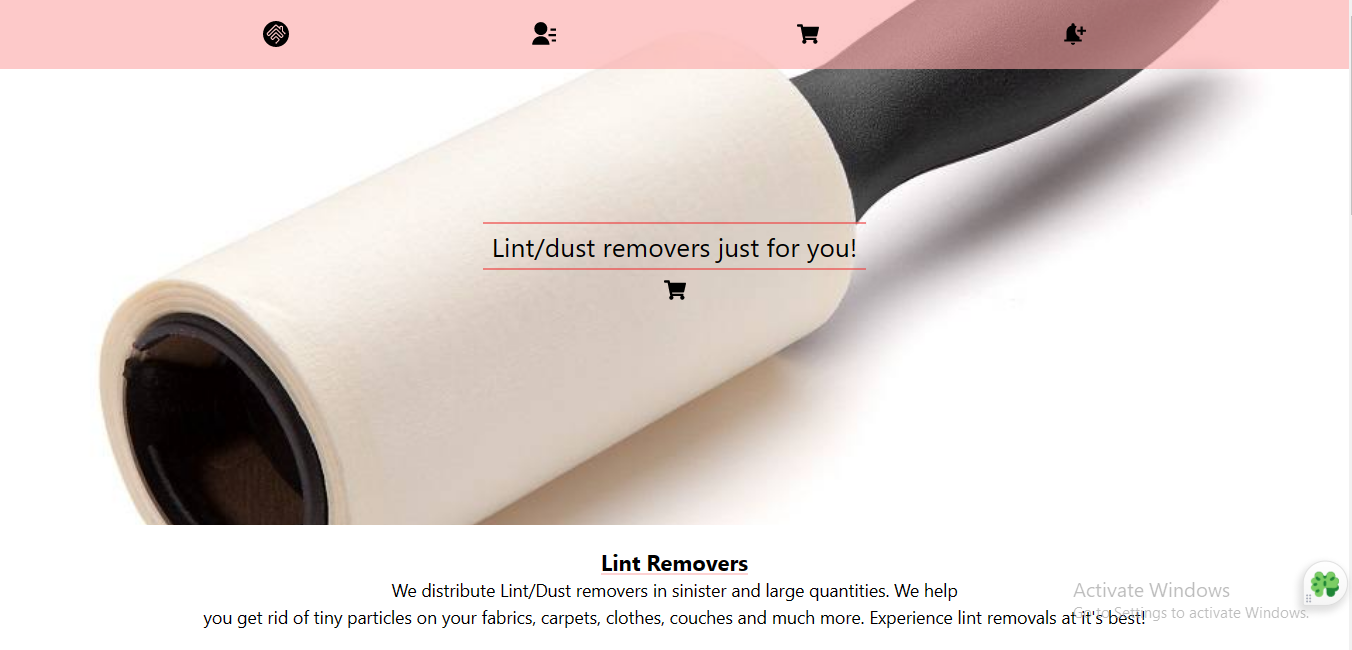 Lint/dust removers just for you!
Lint Removers
We distribute Lint/Dust removers in sinister and large quantities. We help
you get rid of tiny particles on your fabrics, carpets, clothes, couches and much more. Experience lint removals at it's best!
Activate Windows
Go to Settings to activate Windows.